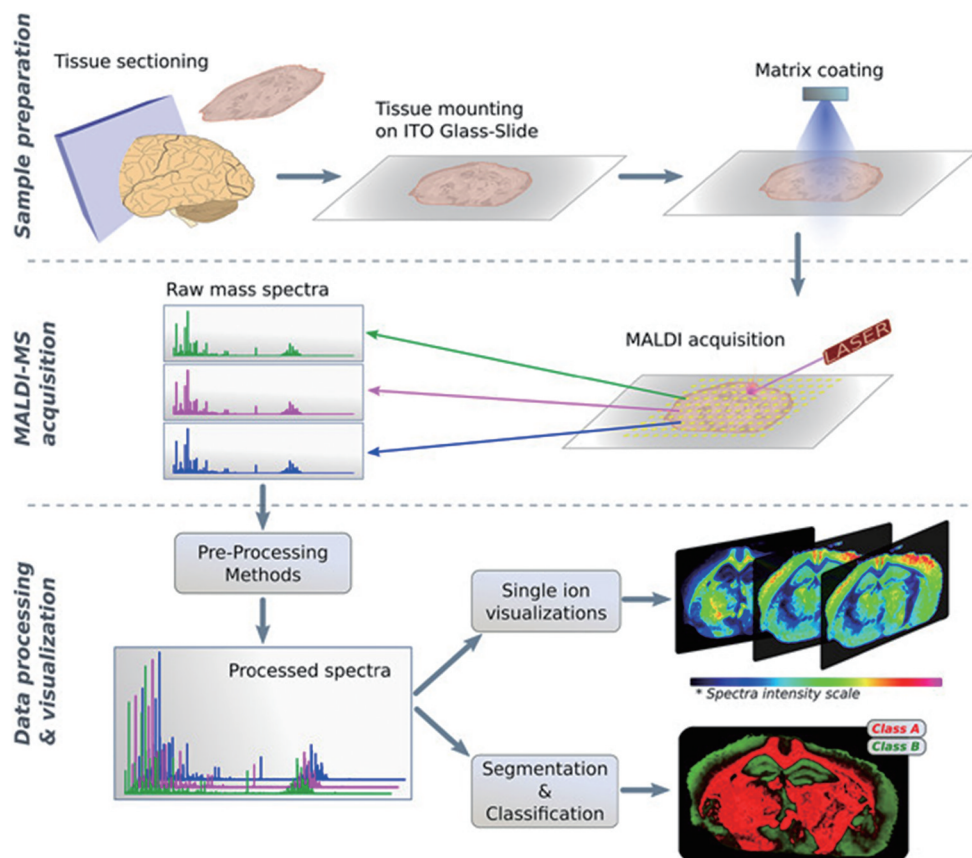 Sample preparation
Tissue sectioning
Tissue mounting
on ITO Glass-Slide
Matrix coating
MALDI-MS
acquisition
Raw mass spectra
MALDI acquisition
LASER
Data processing
& visualization
Pre-Processing
Methods
Processed spectra
Single ion
visualizations
* Spectra intensity scale
Segmentation
&
Classification
Class A
Class B